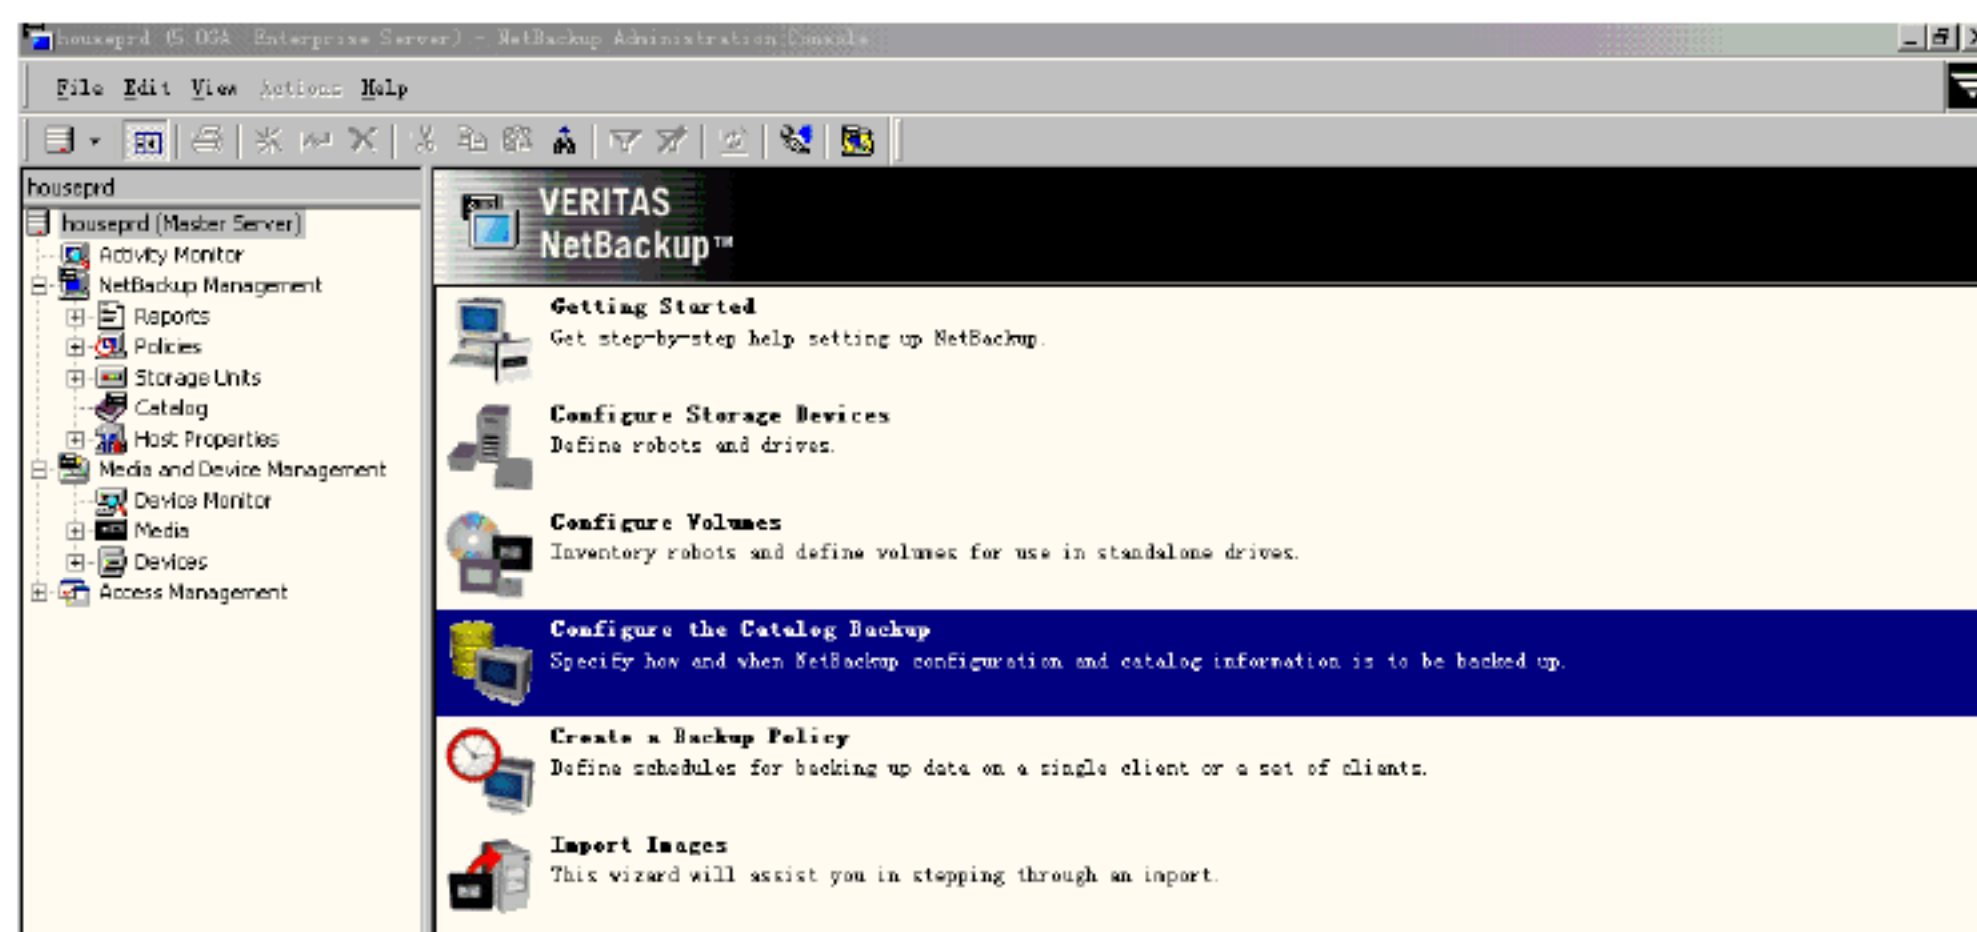 houseprd (5.0GA Enterprise Server) - NetBackup Administration Console
File Edit View Actions Help
houseprd
houseprd (Master Server)
Activity Monitor
NetBackup Management
Reports
Policies
Storage Units
Catalog
Host Properties
Media and Device Management
Device Monitor
Media
Devices
Access Management
VERITAS
NetBackup™
Getting Started
Get step-by-step help setting up NetBackup.
Configure Storage Devices
Define robots and drives.
Configure Volumes
Inventory robots and define volumes for use in standalone drives.
Configure the Catalog Backup
Specify how and when NetBackup configuration and catalog information is to be backed up.
Create a Backup Policy
Define schedules for backing up data on a single client or a set of clients.
Import Images
This wizard will assist you in stepping through an import.